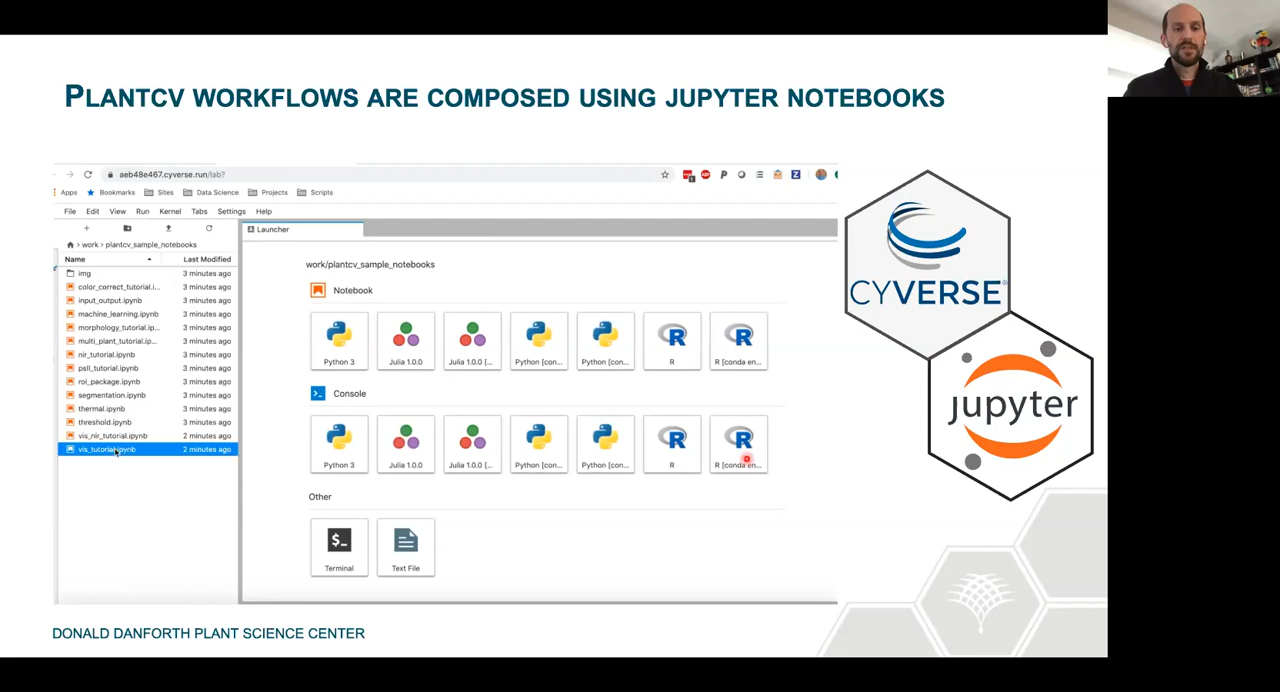 PLANTCV WORKFLOWS ARE COMPOSED USING JUPYTER NOTEBOOKS
aeb48e467.cyverse.run/lab?
Apps Bookmarks Sites Data Science Projects Scripts
File Edit View Run Kernel Tabs Settings Help
Launcher
work › plantcv_sample_notebooks
Name Last Modified
img 3 minutes ago
color_correct_tutorial.i... 3 minutes ago
input_output.ipynb 3 minutes ago
machine_learning.ipynb 3 minutes ago
morphology_tutorial.ip... 3 minutes ago
multi_plant_tutorial.ip... 3 minutes ago
nir_tutorial.ipynb 3 minutes ago
psII_tutorial.ipynb 3 minutes ago
roi_package.ipynb 3 minutes ago
segmentation.ipynb 3 minutes ago
thermal.ipynb 3 minutes ago
threshold.ipynb 3 minutes ago
vis_nir_tutorial.ipynb 2 minutes ago
vis_tutorial.ipynb 2 minutes ago
work/plantcv_sample_notebooks
Notebook
Python 3 Julia 1.0.0 Julia 1.0.0 [... Python [con... Python [con... R R [conda en...
Console
Python 3 Julia 1.0.0 Julia 1.0.0 [... Python [con... Python [con... R R [conda en...
Other
$_
Terminal Text File
CYVERSE®
jupyter
DONALD DANFORTH PLANT SCIENCE CENTER